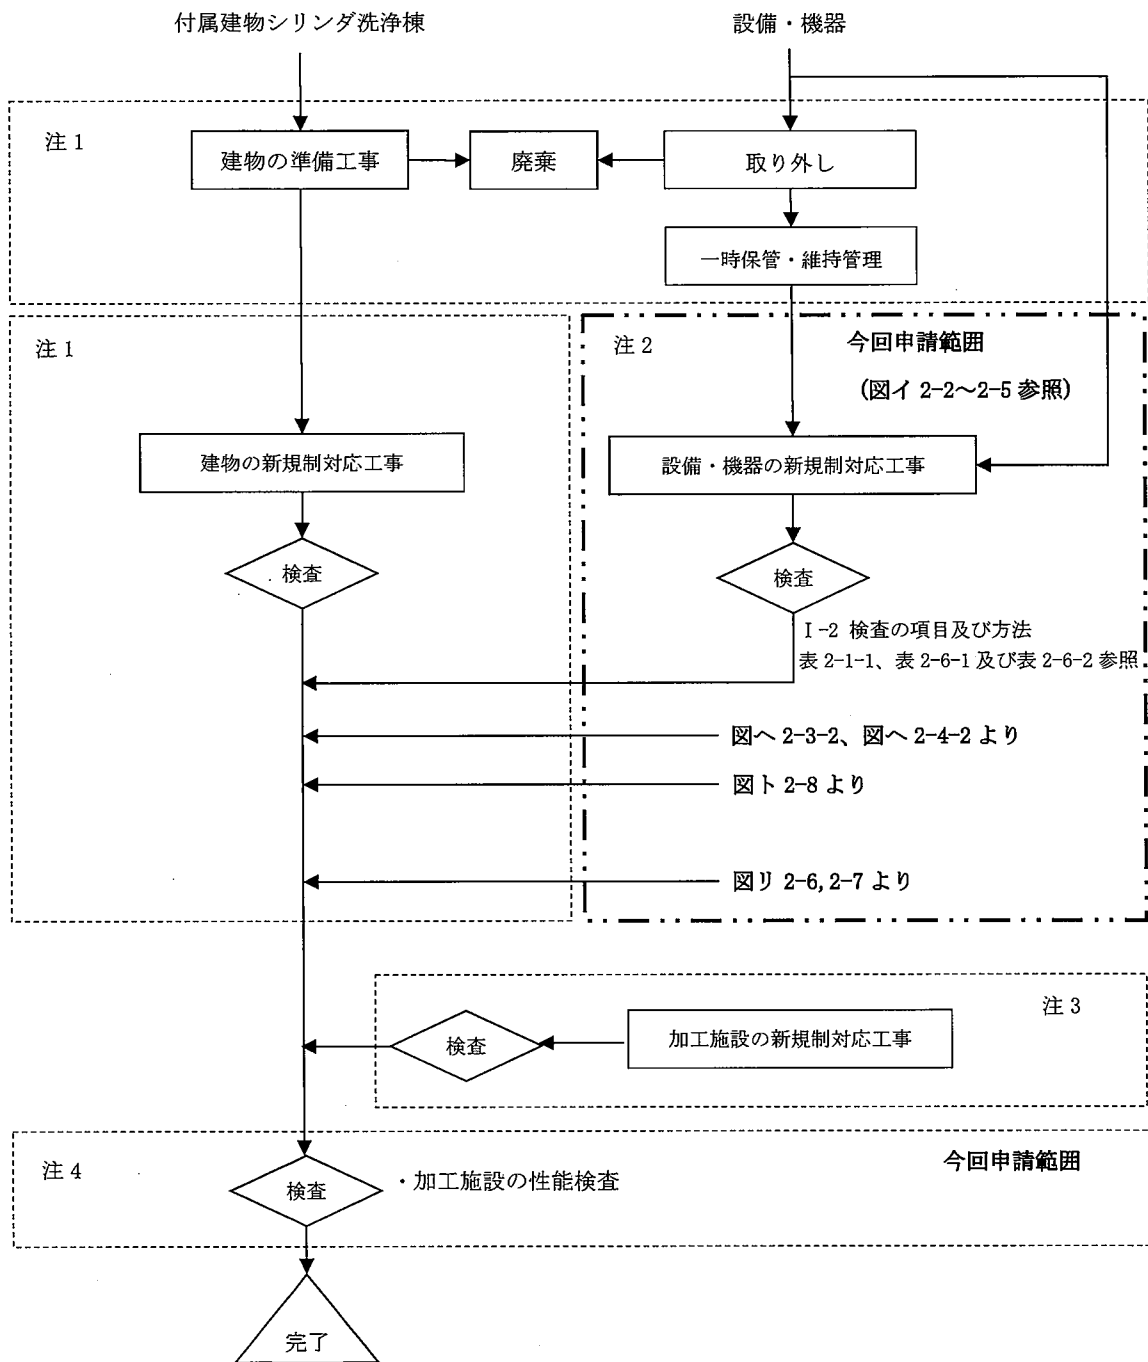 付属建物シリンダ洗浄棟
設備・機器
注 1
建物の準備工事
廃棄
取り外し
一時保管・維持管理
注 1
注 2
今回申請範囲
(図イ 2-2～2-5 参照)
建物の新規制対応工事
設備・機器の新規制対応工事
検査
検査
Ⅰ-2 検査の項目及び方法
表 2-1-1、表 2-6-1 及び表 2-6-2 参照
図ヘ 2-3-2、図ヘ 2-4-2 より
図ト 2-8 より
図リ 2-6, 2-7 より
注 3
検査
加工施設の新規制対応工事
今回申請範囲
注 4
検査
・加工施設の性能検査
完了